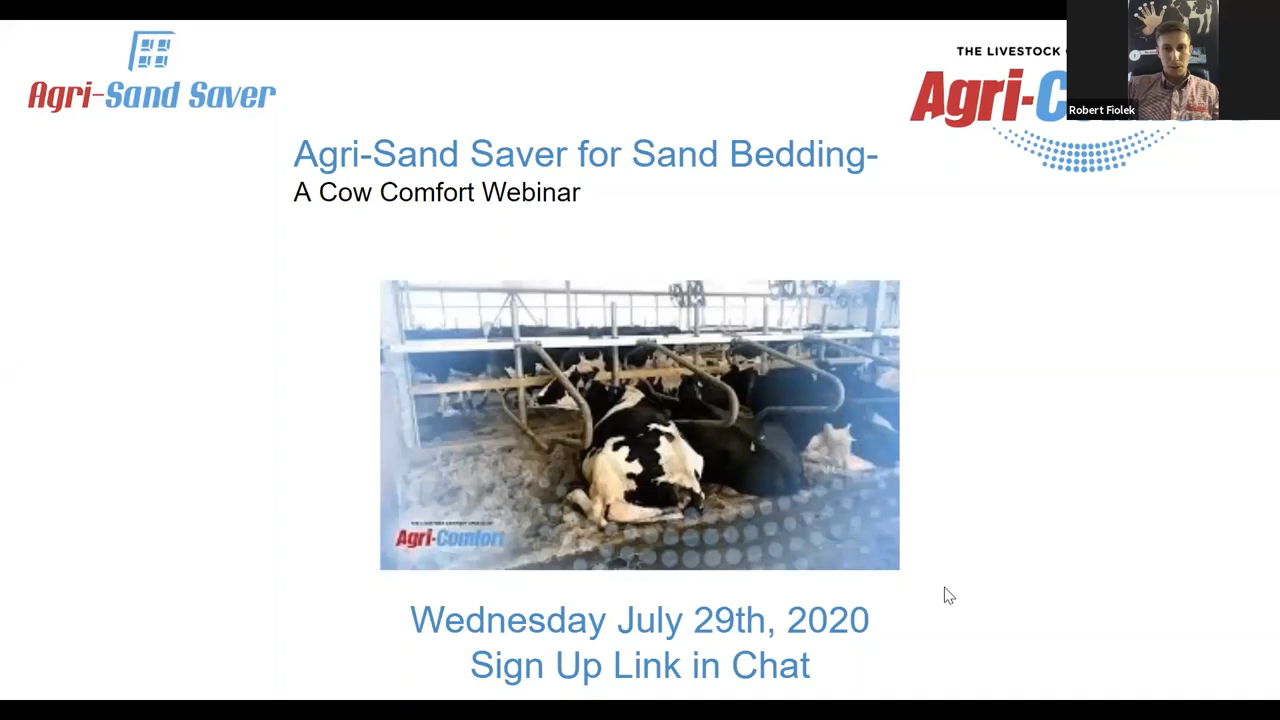 Agri-Sand Saver
THE LIVESTOCK
Agri-C
Robert Fiolek
Agri-Sand Saver for Sand Bedding-
A Cow Comfort Webinar
Agri-Comfort
Wednesday July 29th, 2020
Sign Up Link in Chat